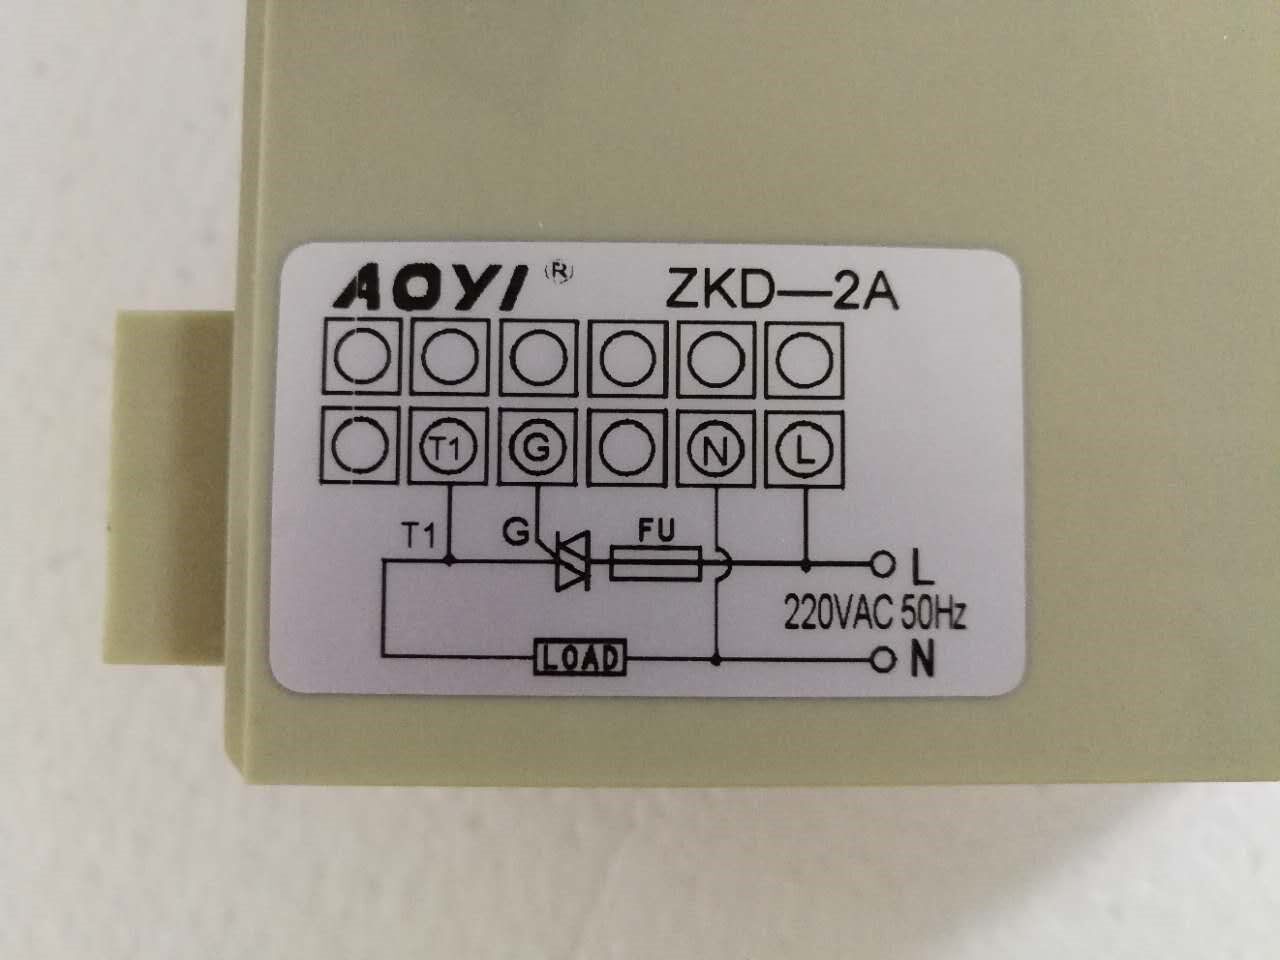 AOYI ® ZKD—2A
T1 G N L
T1 G FU L
220VAC 50Hz
LOAD N